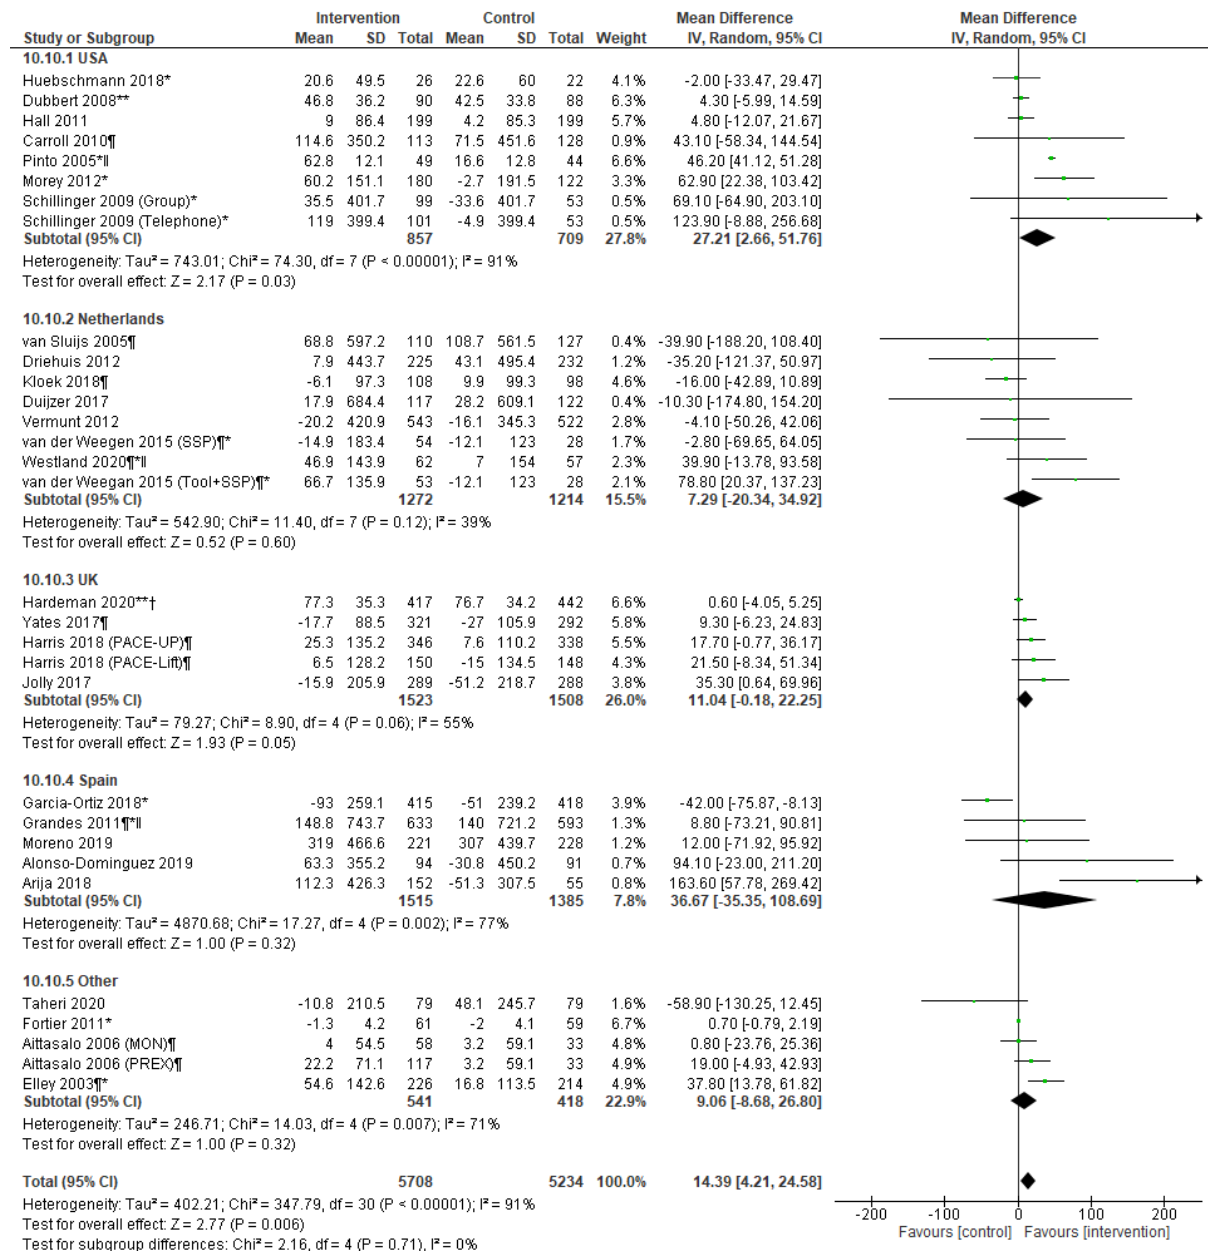 Intervention Control Mean Difference Mean Difference
Study or Subgroup Mean SD Total Mean SD Total Weight IV, Random, 95% CI IV, Random, 95% CI
10.10.1 USA
Huebschmann 2018* 20.6 49.5 26 22.6 60 22 4.1% -2.00 [-33.47, 29.47]
Dubbert 2008** 46.8 36.2 90 42.5 33.8 88 6.3% 4.30 [-5.99, 14.59]
Hall 2011 9 86.4 199 4.2 85.3 199 5.7% 4.80 [-12.07, 21.67]
Carroll 2010¶ 114.6 350.2 113 71.5 451.6 128 0.9% 43.10 [-58.34, 144.54]
Pinto 2005*‖ 62.8 12.1 49 16.6 12.8 44 6.6% 46.20 [41.12, 51.28]
Morey 2012* 60.2 151.1 180 -2.7 191.5 122 3.3% 62.90 [22.38, 103.42]
Schillinger 2009 (Group)* 35.5 401.7 99 -33.6 401.7 53 0.5% 69.10 [-64.90, 203.10]
Schillinger 2009 (Telephone)* 119 399.4 101 -4.9 399.4 53 0.5% 123.90 [-8.88, 256.68]
Subtotal (95% CI) 857 709 27.8% 27.21 [2.66, 51.76]
Heterogeneity: Tau² = 743.01; Chi² = 74.30, df = 7 (P < 0.00001); I² = 91%
Test for overall effect: Z = 2.17 (P = 0.03)
10.10.2 Netherlands
van Sluijs 2005¶ 68.8 597.2 110 108.7 561.5 127 0.4% -39.90 [-188.20, 108.40]
Driehuis 2012 7.9 443.7 225 43.1 495.4 232 1.2% -35.20 [-121.37, 50.97]
Kloek 2018¶ -6.1 97.3 108 9.9 99.3 98 4.6% -16.00 [-42.89, 10.89]
Duijzer 2017 17.9 684.4 117 28.2 609.1 122 0.4% -10.30 [-174.80, 154.20]
Vermunt 2012 -20.2 420.9 543 -16.1 345.3 522 2.4% -4.10 [-50.26, 42.06]
van der Weegen 2015 (SSP)¶* -14.9 183.4 54 -12.1 123 28 1.7% -2.80 [-69.65, 64.05]
Westland 2020¶*‖ 46.9 143.9 62 7 154 57 2.3% 39.90 [-13.78, 93.58]
van der Weegan 2015 (Tool+SSP)¶* 66.7 135.9 53 -12.1 123 28 2.1% 78.80 [20.37, 137.23]
Subtotal (95% CI) 1272 1214 15.5% 7.29 [-20.34, 34.92]
Heterogeneity: Tau² = 542.90; Chi² = 11.40, df = 7 (P = 0.12); I² = 39%
Test for overall effect: Z = 0.52 (P = 0.60)
10.10.3 UK
Hardeman 2020**† 77.3 35.3 417 76.7 34.2 442 6.6% 0.60 [-4.05, 5.25]
Yates 2017¶ -17.7 88.5 321 -27 105.9 292 5.8% 9.30 [-6.23, 24.83]
Harris 2018 (PACE-UP)¶ 25.3 135.2 346 7.6 110.2 338 5.5% 17.70 [-0.77, 36.17]
Harris 2018 (PACE-Lift)¶ 6.5 128.2 150 -15 134.5 148 4.3% 21.50 [-8.34, 51.34]
Jolly 2017 -15.9 205.9 289 -51.2 218.7 288 3.8% 35.30 [0.64, 69.96]
Subtotal (95% CI) 1523 1508 26.0% 11.04 [-0.18, 22.25]
Heterogeneity: Tau² = 79.27; Chi² = 8.90, df = 4 (P = 0.06); I² = 55%
Test for overall effect: Z = 1.93 (P = 0.05)
10.10.4 Spain
Garcia-Ortiz 2018* -93 259.1 415 -51 239.2 418 3.9% -42.00 [-75.87, -8.13]
Grandes 2011¶*‖ 148.8 743.7 633 140 721.2 593 1.3% 8.80 [-73.21, 90.81]
Moreno 2019 319 466.6 221 307 439.7 228 1.2% 12.00 [-71.92, 95.92]
Alonso-Dominguez 2019 63.3 355.2 94 -30.8 450.2 91 0.7% 94.10 [-23.00, 211.20]
Arija 2018 112.3 426.3 152 -51.3 307.5 55 0.8% 163.60 [57.78, 269.42]
Subtotal (95% CI) 1515 1385 7.8% 36.67 [-35.35, 108.69]
Heterogeneity: Tau² = 4870.68; Chi² = 17.27, df = 4 (P = 0.002); I² = 77%
Test for overall effect: Z = 1.00 (P = 0.32)
10.10.5 Other
Taheri 2020 -10.8 210.5 79 48.1 245.7 79 1.6% -58.90 [-130.25, 12.45]
Fortier 2011* -1.3 4.2 61 -2 4.1 59 6.7% 0.70 [-0.79, 2.19]
Aittasalo 2006 (MON)¶ 4 54.5 58 3.2 59.1 33 4.9% 0.80 [-23.76, 25.36]
Aittasalo 2006 (PREX)¶ 22.2 71.1 117 3.2 59.1 33 4.9% 19.00 [-4.93, 42.93]
Elley 2003¶* 54.6 142.6 226 16.8 113.5 214 4.9% 37.80 [13.78, 61.82]
Subtotal (95% CI) 541 418 22.9% 9.06 [-8.68, 26.80]
Heterogeneity: Tau² = 246.71; Chi² = 14.03, df = 4 (P = 0.007); I² = 71%
Test for overall effect: Z = 1.00 (P = 0.32)
Total (95% CI) 5708 5234 100.0% 14.39 [4.21, 24.58]
Heterogeneity: Tau² = 402.21; Chi² = 347.79, df = 30 (P < 0.00001); I² = 91%
Test for overall effect: Z = 2.77 (P = 0.006)
Test for subgroup differences: Chi² = 2.16, df = 4 (P = 0.71), I² = 0%
-200 -100 0 100 200
Favours [control] Favours [intervention]